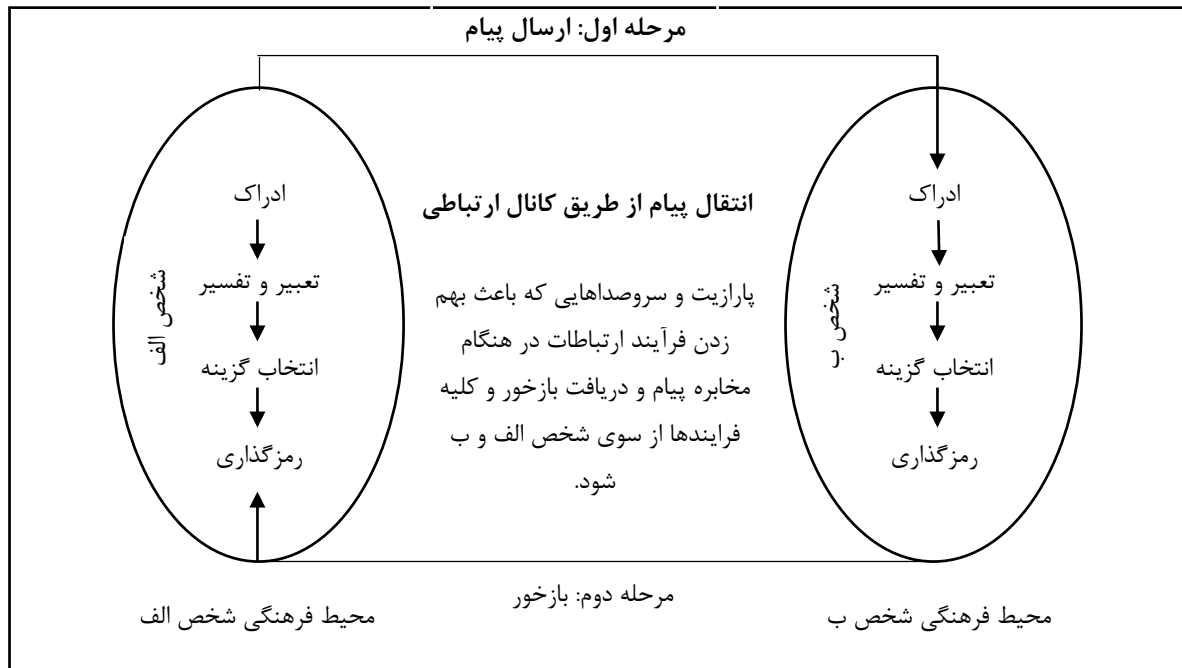 مرحله اول: ارسال پیام
ادراک
تعبیر و تفسیر
انتخاب گزینه
رمزگذاری
شخص ب
انتقال پیام از طریق کانال ارتباطی
پارازیت و سروصداهایی که باعث بهم
زدن فرآیند ارتباطات در هنگام
مخابره پیام و دریافت بازخور و کلیه
فرایندها از سوی شخص الف و ب
شود.
ادراک
تعبیر و تفسیر
انتخاب گزینه
رمزگذاری
شخص الف
مرحله دوم: بازخور
محیط فرهنگی شخص ب
محیط فرهنگی شخص الف